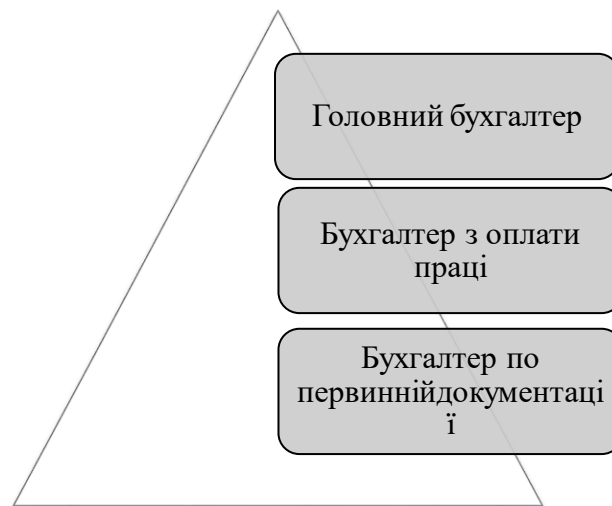 Головний бухгалтер
Бухгалтер з оплати
праці
Бухгалтер по
первиннійдокументаці
ї